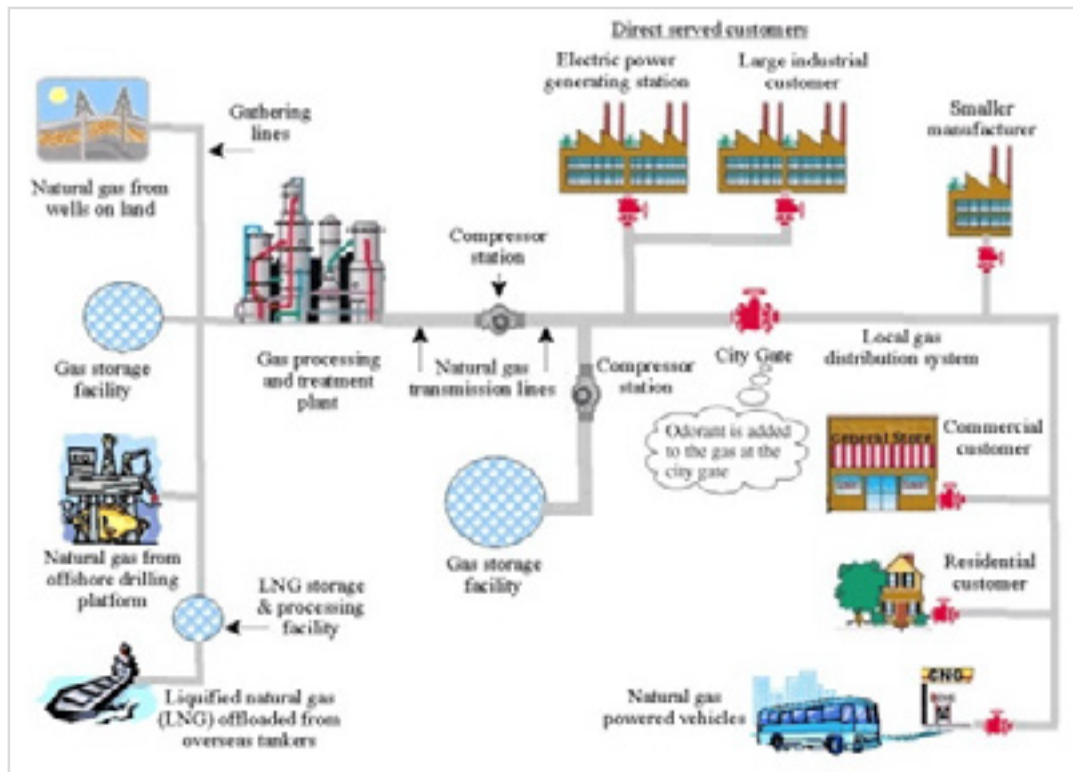 Direct served customers
Electric power
generating station
Large industrial
customer
Smaller
manufacturer
Gathering
lines
Natural gas from
wells on land
Compressor
station
Gas storage
facility
Gas processing
and treatment
plant
Natural gas
transmission lines
Compressor
station
City Gate
Local gas
distribution system
Odorant is added
to the gas at the
city gate
General Store
Commercial
customer
Natural gas from
offshore drilling
platform
Gas storage
facility
Residential
customer
LNG storage
& processing
facility
Liquified natural gas
(LNG) offloaded from
overseas tankers
Natural gas
powered vehicles
CNG